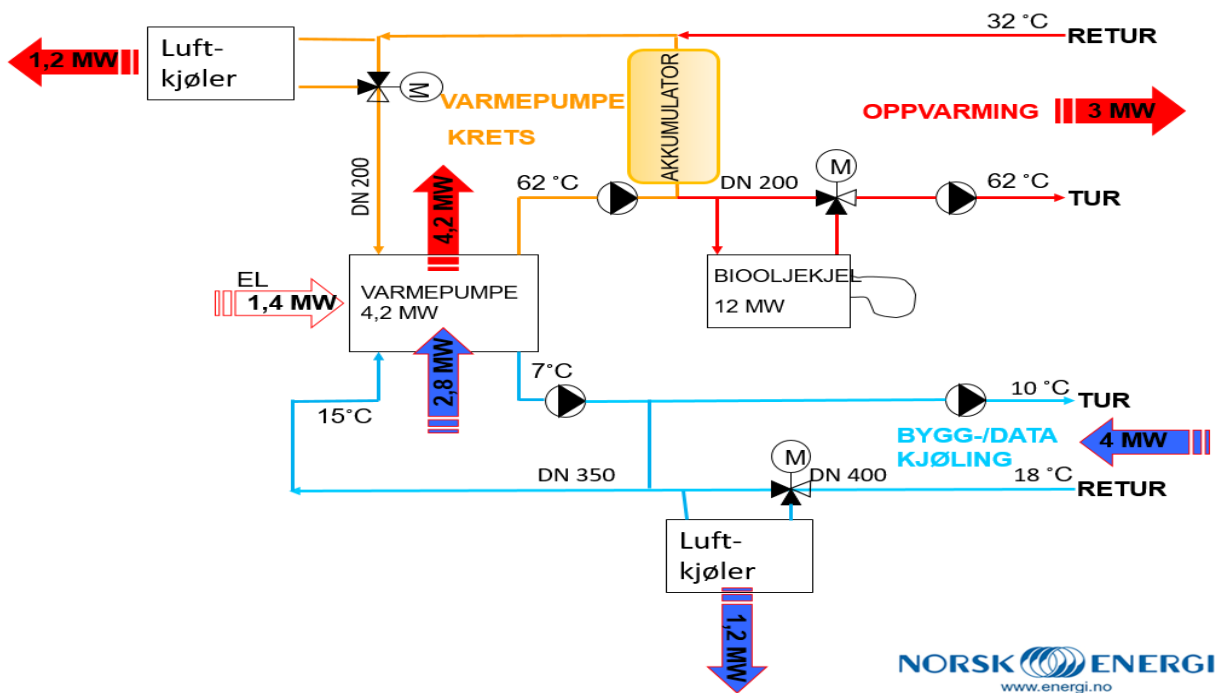 32 °C
RETUR
1,2 MW
Luft-
kjøler
M
VARMEPUMPE
KRETS
AKKUMULATOR
OPPVARMING
3 MW
DN 200
4,2 MW
62 °C
DN 200
M
62 °C
TUR
EL
1,4 MW
VARMEPUMPE
4,2 MW
BIOOLJEKJEL
12 MW
2,8 MW
7°C
15°C
10 °C
TUR
BYGG-/DATA
KJØLING
4 MW
M
DN 350
DN 400
18 °C
RETUR
Luft-
kjøler
1,2 MW
NORSK ENERGI
www.energi.no